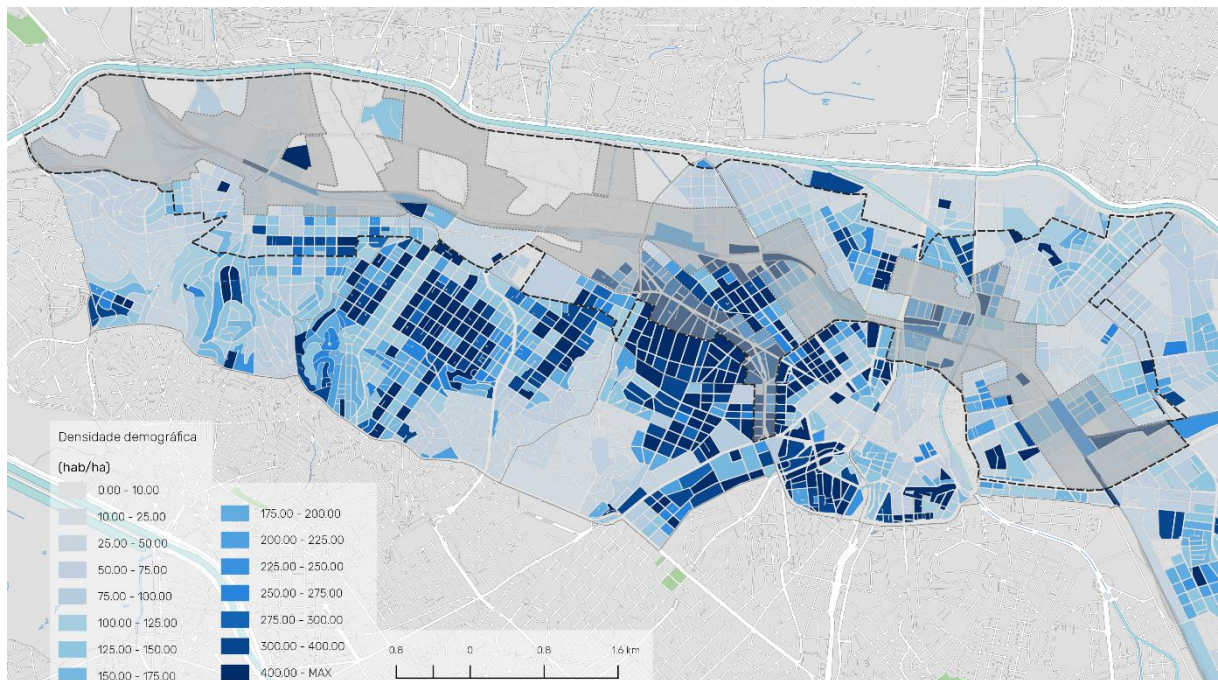 Densidade demográfica
(hab/ha)
0.00 - 10.00
10.00 - 25.00
25.00 - 50.00
50.00 - 75.00
75.00 - 100.00
100.00 - 125.00
125.00 - 150.00
150.00 - 175.00
175.00 - 200.00
200.00 - 225.00
225.00 - 250.00
250.00 - 275.00
275.00 - 300.00
300.00 - 400.00
400.00 - MAX
0.8 0 0.8 1.6 km